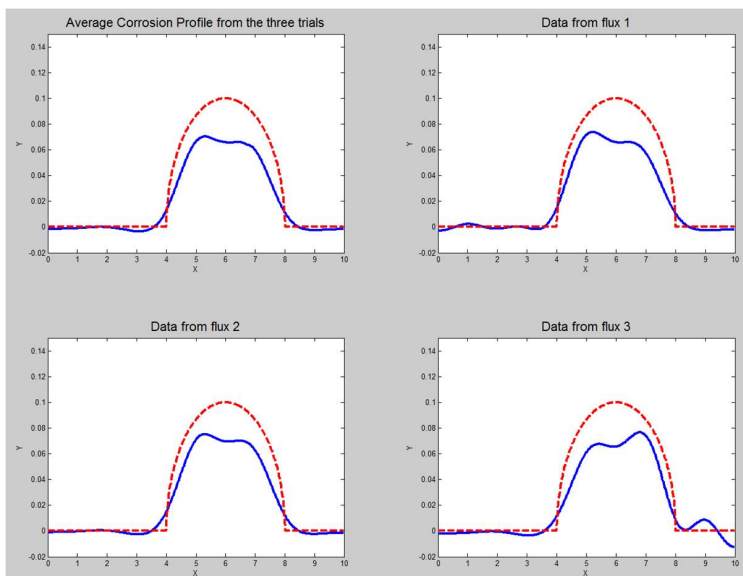 Average Corrosion Profile from the three trials
0.14
0.12
0.1
0.08
0.06
0.04
0.02
0
-0.02
Y
0 1 2 3 4 5 6 7 8 9 10
X
Data from flux 1
0.14
0.12
0.1
0.08
0.06
0.04
0.02
0
-0.02
Y
0 1 2 3 4 5 6 7 8 9 10
X
Data from flux 2
0.14
0.12
0.1
0.08
0.06
0.04
0.02
0
-0.02
Y
0 1 2 3 4 5 6 7 8 9 10
X
Data from flux 3
0.14
0.12
0.1
0.08
0.06
0.04
0.02
0
-0.02
Y
0 1 2 3 4 5 6 7 8 9 10
X